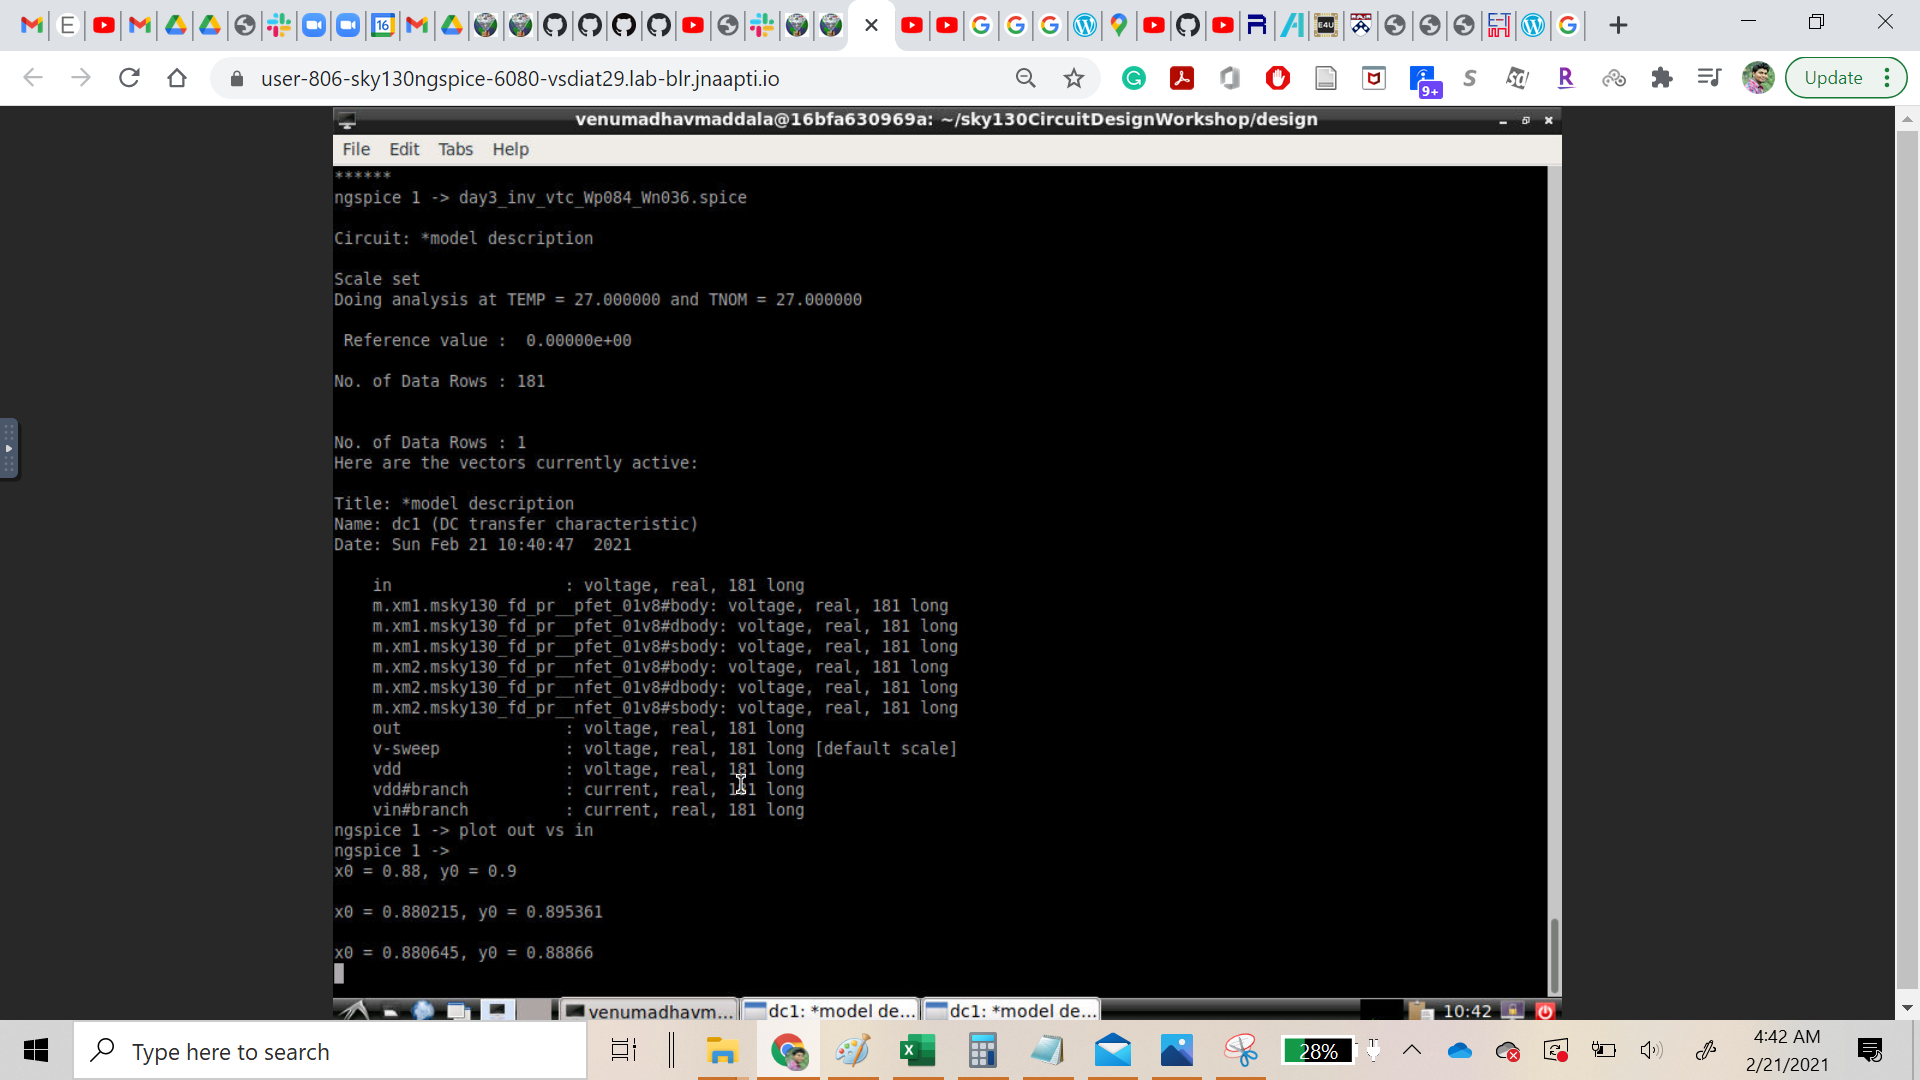 16
E4U
user-806-sky130ngspice-6080-vsdiat29.lab-blr.jnaapti.io
9+
Update
venumadhavmaddala@16bfa630969a: ~/sky130CircuitDesignWorkshop/design
File Edit Tabs Help
******
ngspice 1 -> day3_inv_vtc_Wp084_Wn036.spice
Circuit: *model description
Scale set
Doing analysis at TEMP = 27.000000 and TNOM = 27.000000
Reference value :  0.00000e+00
No. of Data Rows : 181
No. of Data Rows : 1
Here are the vectors currently active:
Title: *model description
Name: dc1 (DC transfer characteristic)
Date: Sun Feb 21 10:40:47  2021
in : voltage, real, 181 long
m.xm1.msky130_fd_pr__pfet_01v8#body: voltage, real, 181 long
m.xm1.msky130_fd_pr__pfet_01v8#dbody: voltage, real, 181 long
m.xm1.msky130_fd_pr__pfet_01v8#sbody: voltage, real, 181 long
m.xm2.msky130_fd_pr__nfet_01v8#body: voltage, real, 181 long
m.xm2.msky130_fd_pr__nfet_01v8#dbody: voltage, real, 181 long
m.xm2.msky130_fd_pr__nfet_01v8#sbody: voltage, real, 181 long
out : voltage, real, 181 long
v-sweep : voltage, real, 181 long [default scale]
vdd : voltage, real, 181 long
vdd#branch : current, real, 181 long
vin#branch : current, real, 181 long
ngspice 1 -> plot out vs in
ngspice 1 ->
x0 = 0.88, y0 = 0.9
x0 = 0.880215, y0 = 0.895361
x0 = 0.880645, y0 = 0.88866
venumadhavm... dc1: *model de... dc1: *model de... 10:42
Type here to search
28%
4:42 AM
2/21/2021